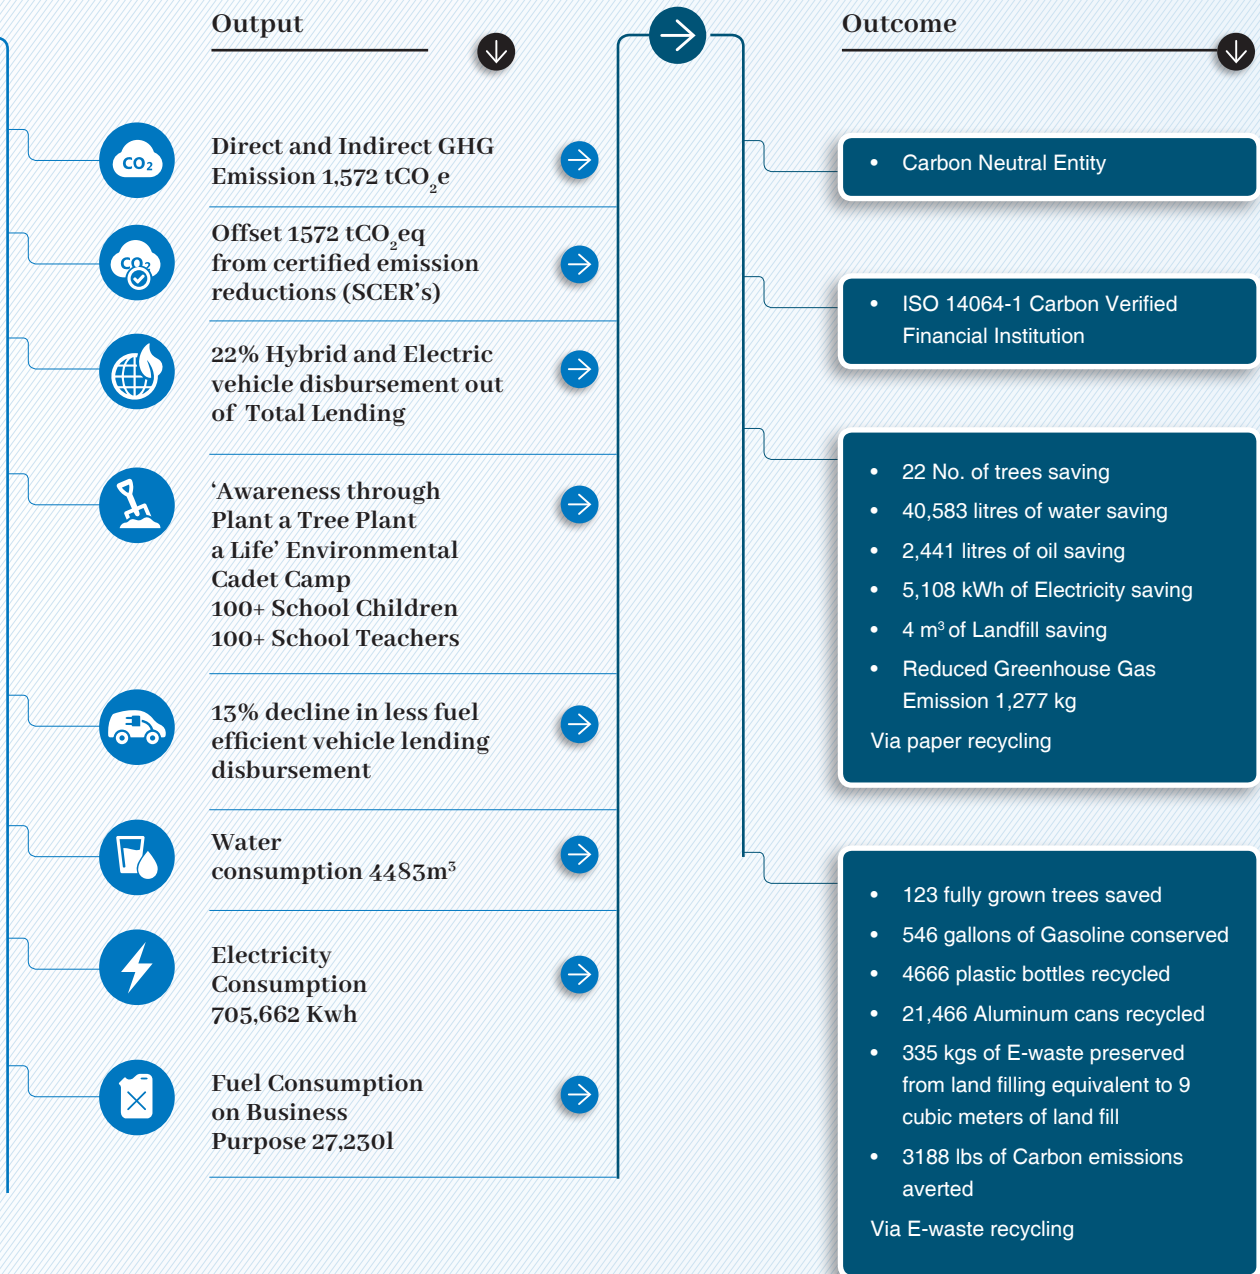 Output
CO2
Direct and Indirect GHG
Emission 1,572 tCO₂e
CO2
Offset 1572 tCO₂eq
from certified emission
reductions (SCER’s)
22% Hybrid and Electric
vehicle disbursement out
of Total Lending
‘Awareness through
Plant a Tree Plant
a Life’ Environmental
Cadet Camp
100+ School Children
100+ School Teachers
13% decline in less fuel
efficient vehicle lending
disbursement
Water
consumption 4483m³
Electricity
Consumption
705,662 Kwh
Fuel Consumption
on Business
Purpose 27,230l
Outcome
• Carbon Neutral Entity
• ISO 14064-1 Carbon Verified
Financial Institution
• 22 No. of trees saving
• 40,583 litres of water saving
• 2,441 litres of oil saving
• 5,108 kWh of Electricity saving
• 4 m³ of Landfill saving
• Reduced Greenhouse Gas
Emission 1,277 kg
Via paper recycling
• 123 fully grown trees saved
• 546 gallons of Gasoline conserved
• 4666 plastic bottles recycled
• 21,466 Aluminum cans recycled
• 335 kgs of E-waste preserved
from land filling equivalent to 9
cubic meters of land fill
• 3188 lbs of Carbon emissions
averted
Via E-waste recycling